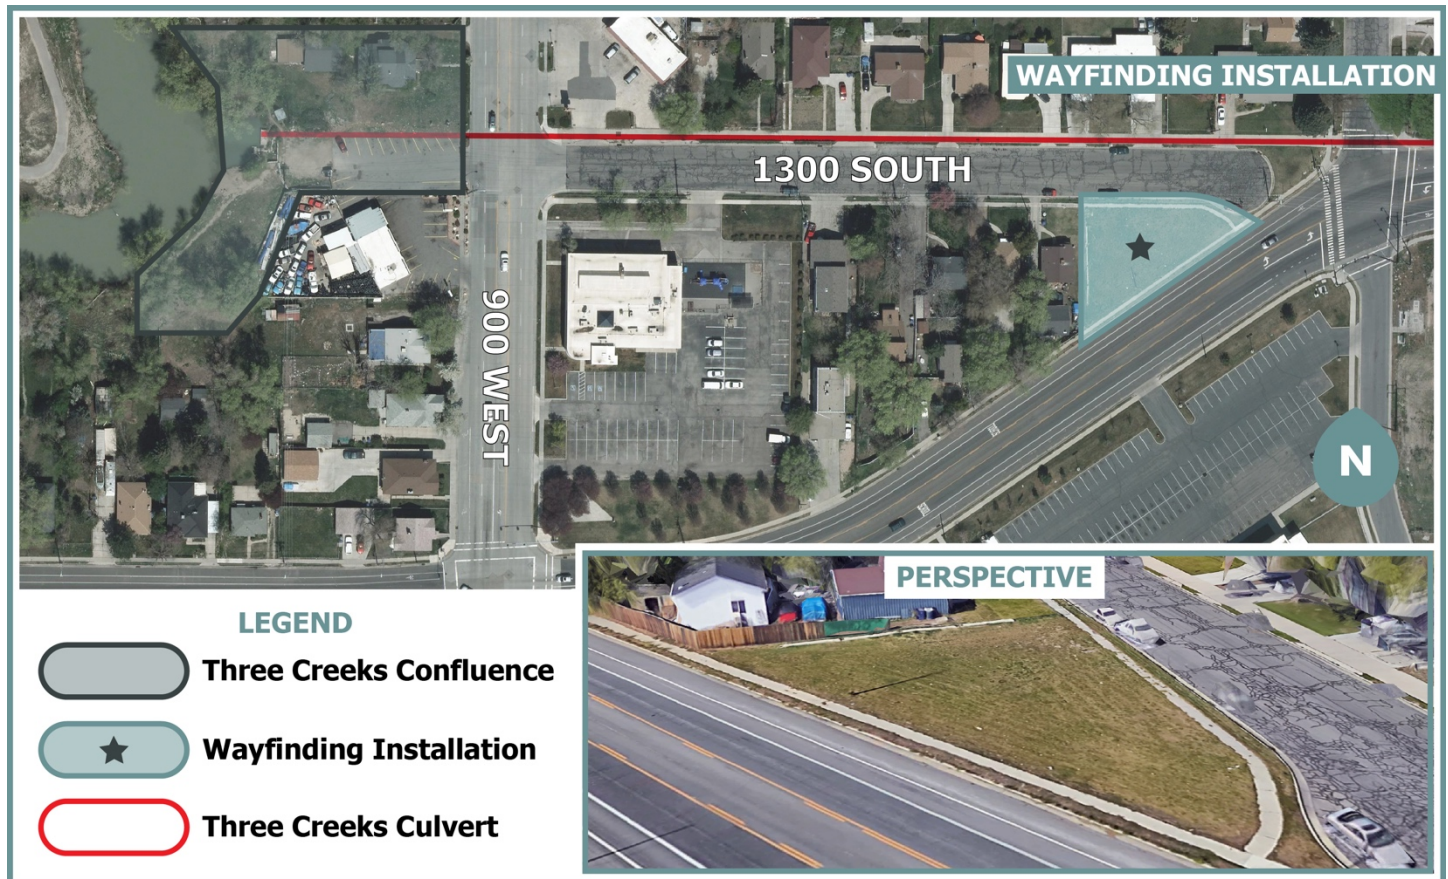 WAYFINDING INSTALLATION
1300 SOUTH
900 WEST
N
PERSPECTIVE
LEGEND
Three Creeks Confluence
Wayfinding Installation
Three Creeks Culvert